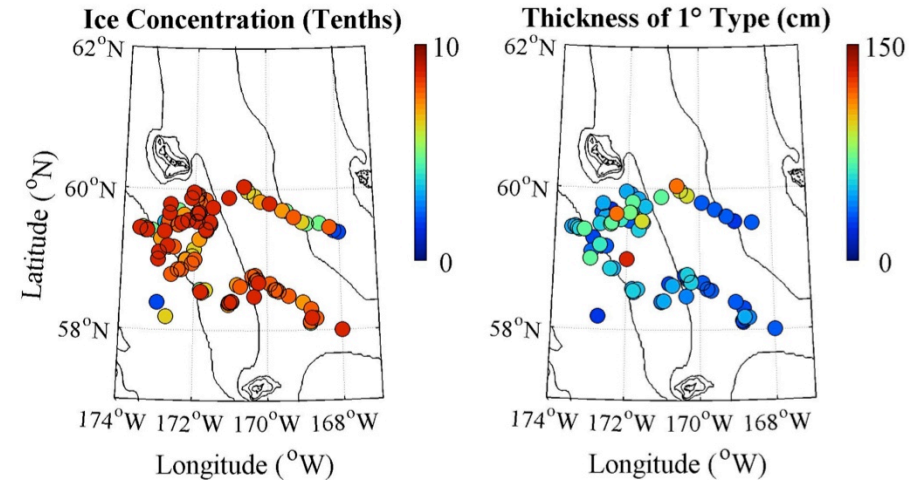 Ice Concentration (Tenths)
62°N
60°N
58°N
174°W 172°W 170°W 168°W
Latitude (°N)
Longitude (°W)
10
0
Thickness of 1° Type (cm)
62°N
60°N
58°N
174°W 172°W 170°W 168°W
Longitude (°W)
150
0